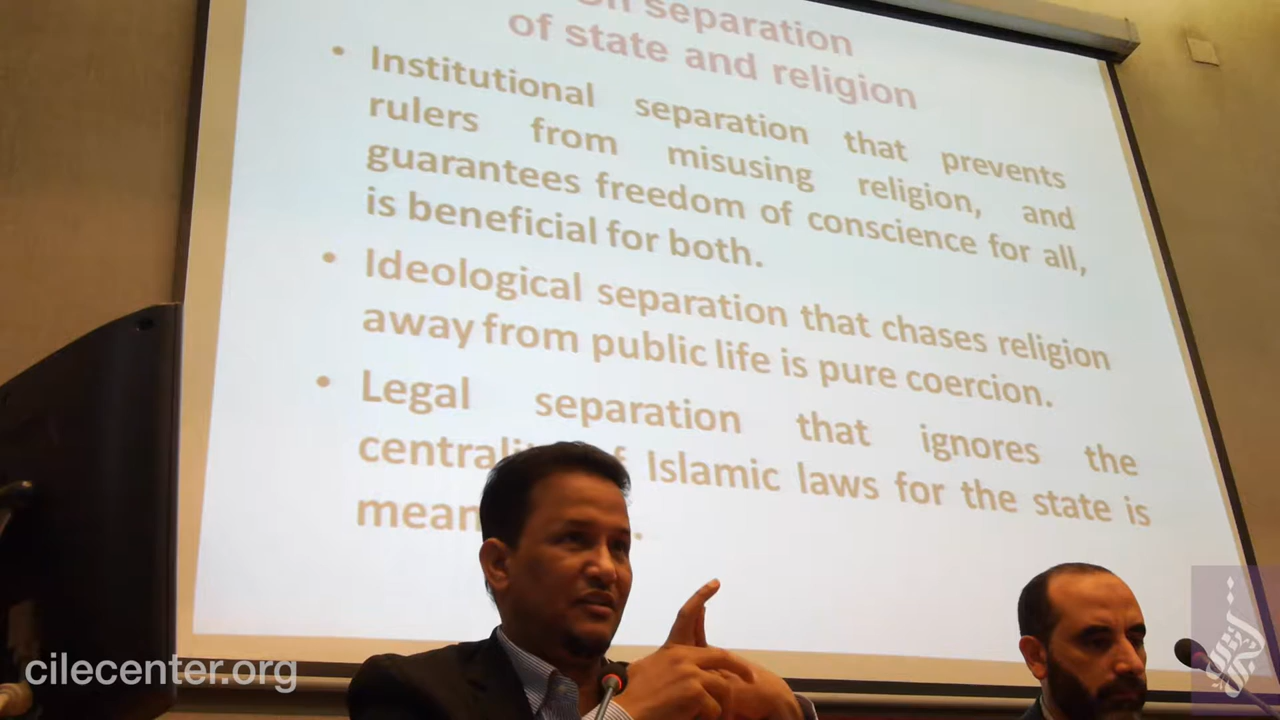 separation
of state and religion
• Institutional separation that prevents
rulers from misusing religion, and
guarantees freedom of conscience for all,
is beneficial for both.
• Ideological separation that chases religion
away from public life is pure coercion.
• Legal separation that ignores the
Islamic laws for the state is
cilecenter.org